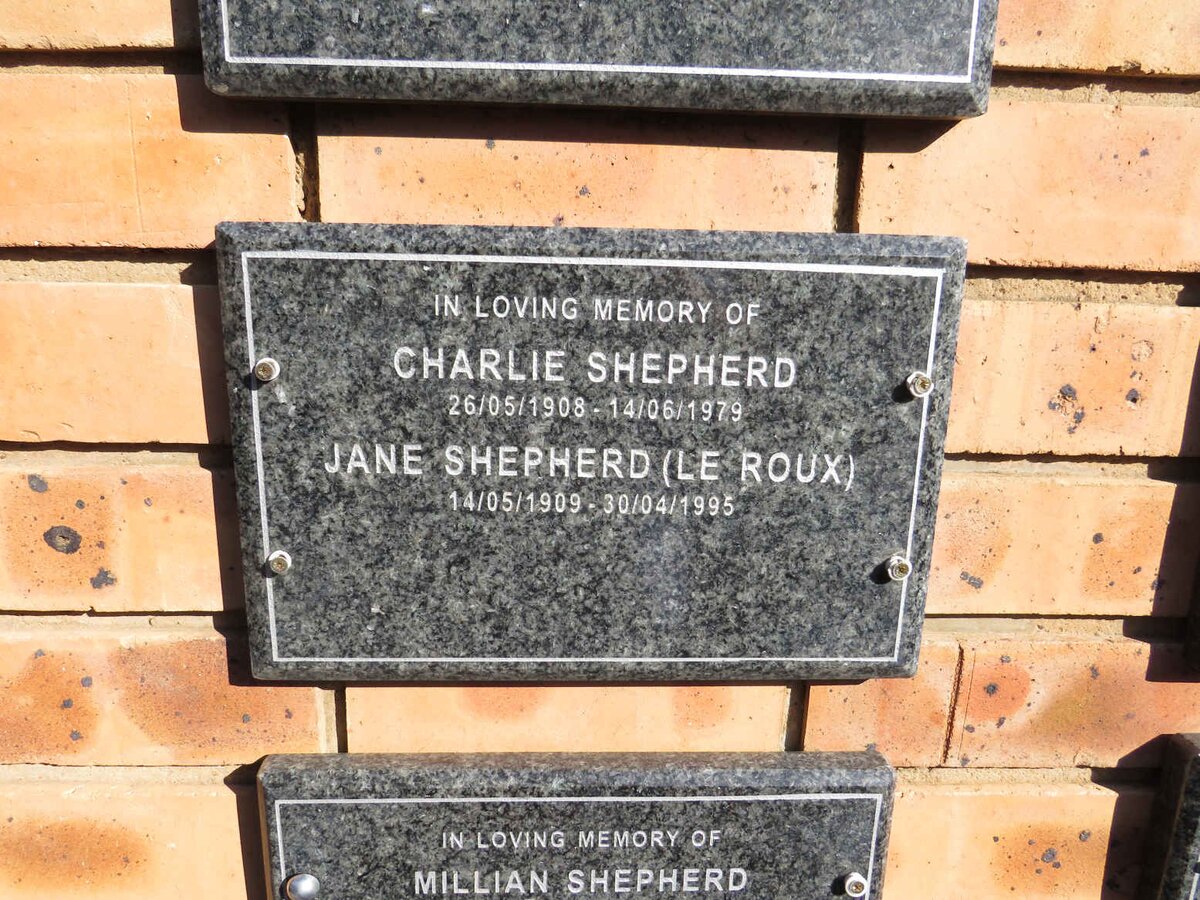 IN LOVING MEMORY OF
CHARLIE SHEPHERD
26/05/1908 - 14/06/1979
JANE SHEPHERD (LE ROUX)
14/05/1909 - 30/04/1995
IN LOVING MEMORY OF
MILLIAN SHEPHERD